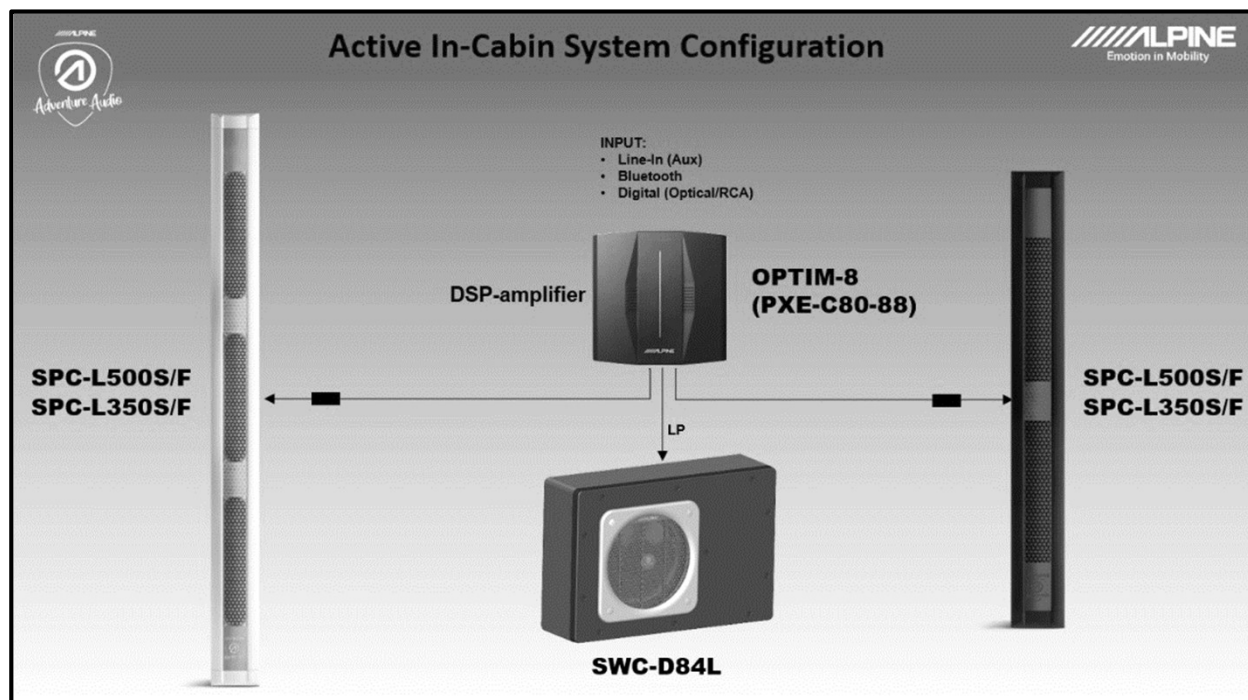 ALPINE
Adventure Audio
Active In-Cabin System Configuration
ALPINE
Emotion in Mobility
INPUT:
• Line-In (Aux)
• Bluetooth
• Digital (Optical/RCA)
DSP-amplifier
OPTIM-8
(PXE-C80-88)
ALPINE
SPC-L500S/F
SPC-L350S/F
SPC-L500S/F
SPC-L350S/F
LP
SWC-D84L